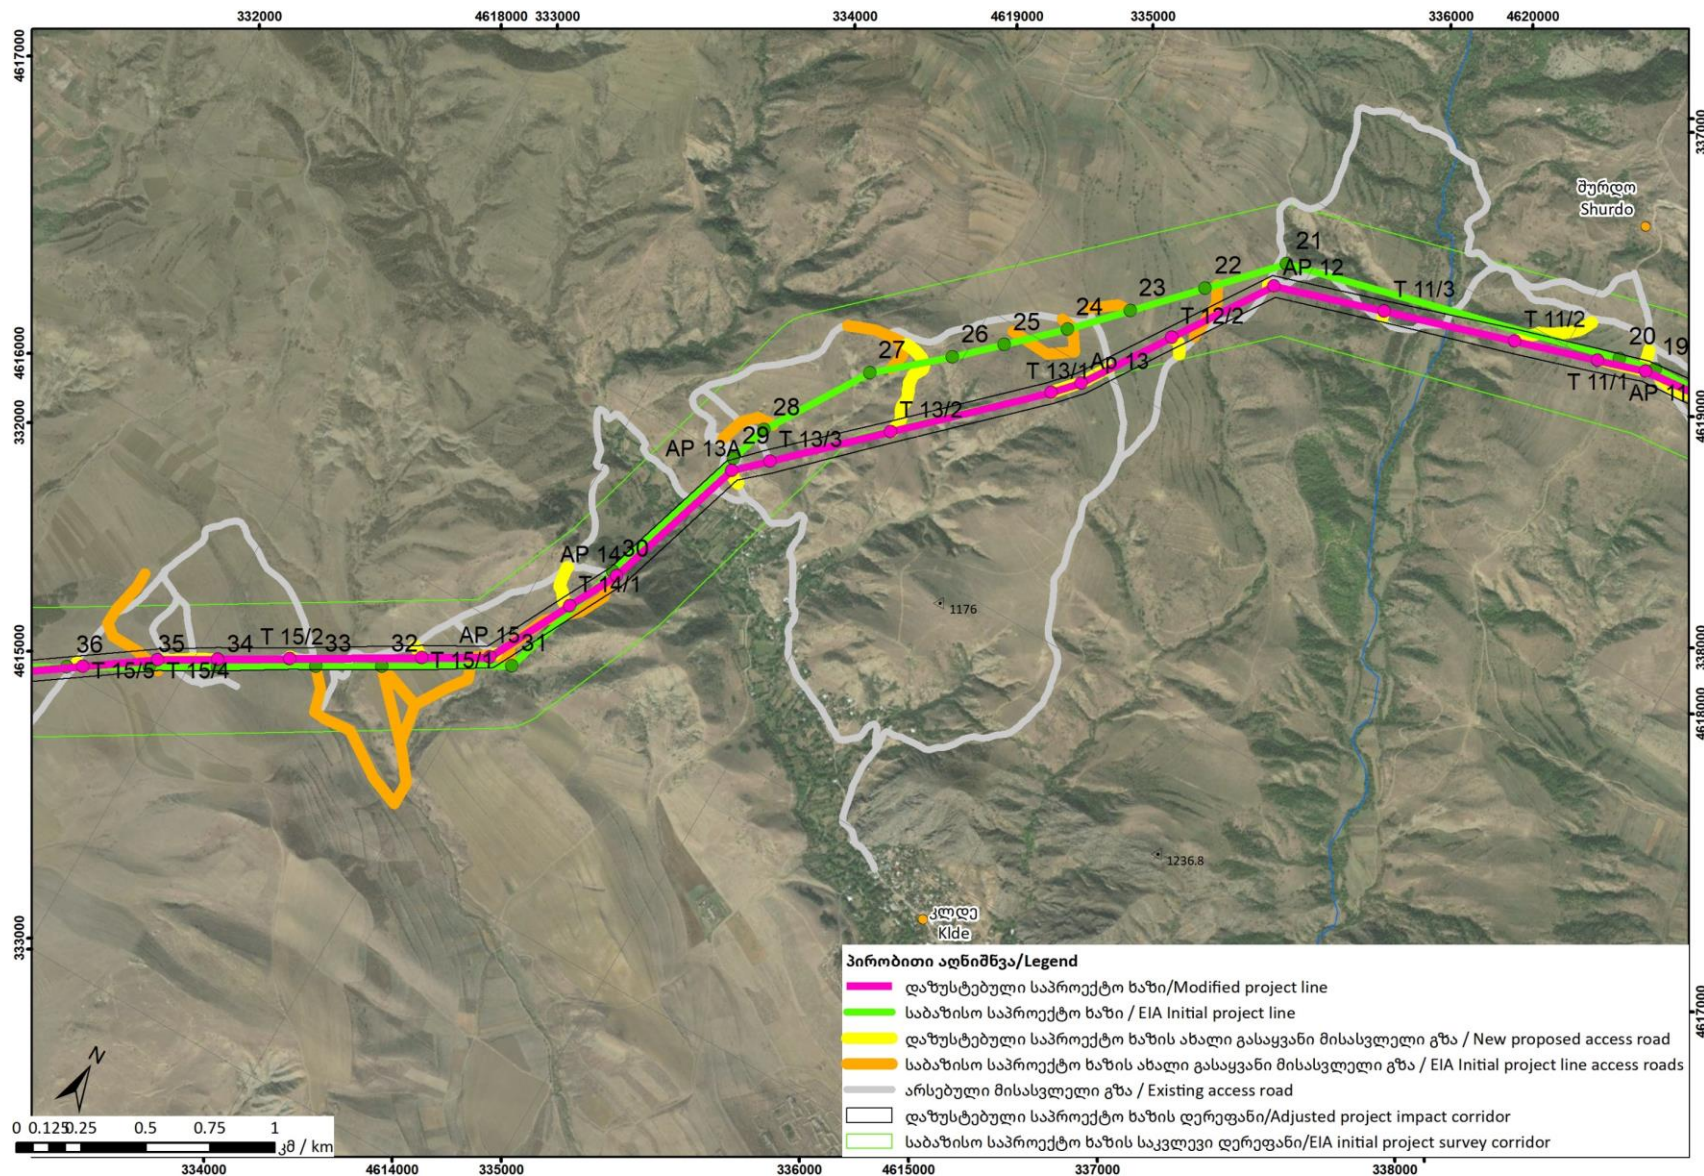 332000
4618000
333000
334000
4619000
335000
336000
4620000
4617000
337000
შურდო
Shurdo
21
AP 12
22
T 11/3
23
24
T 12/2
T 11/2
25
20
26
19
27
Ap 13
T 13/1
T 11/1
AP 11
4616000
332000
4619000
28
T 13/2
29
T 13/3
AP 13A
AP 14
30
T 14/1
1176
36
35
34
T 15/2
33
32
AP 15
31
T 15/5
T 15/4
T 15/1
4615000
338000
4618000
1236.8
კლდე
Klde
333000
4617000
პირობითი აღნიშნვა/Legend
დაზუსტებული საპროექტო ხაზი/Modified project line
საბაზისო საპროექტო ხაზი / EIA Initial project line
დაზუსტებული საპროექტო ხაზის ახალი გასაყვანი მისასვლელი გზა / New proposed access road
საბაზისო საპროექტო ხაზის ახალი გასაყვანი მისასვლელი გზა / EIA Initial project line access roads
არსებული მისასვლელი გზა / Existing access road
დაზუსტებული საპროექტო ხაზის დერეფანი/Adjusted project impact corridor
საბაზისო საპროექტო ხაზის საკვლევი დერეფანი/EIA initial project survey corridor
N
0 0.125 0.25 0.5 0.75 1
კმ / km
334000
4614000
335000
336000
4615000
337000
338000